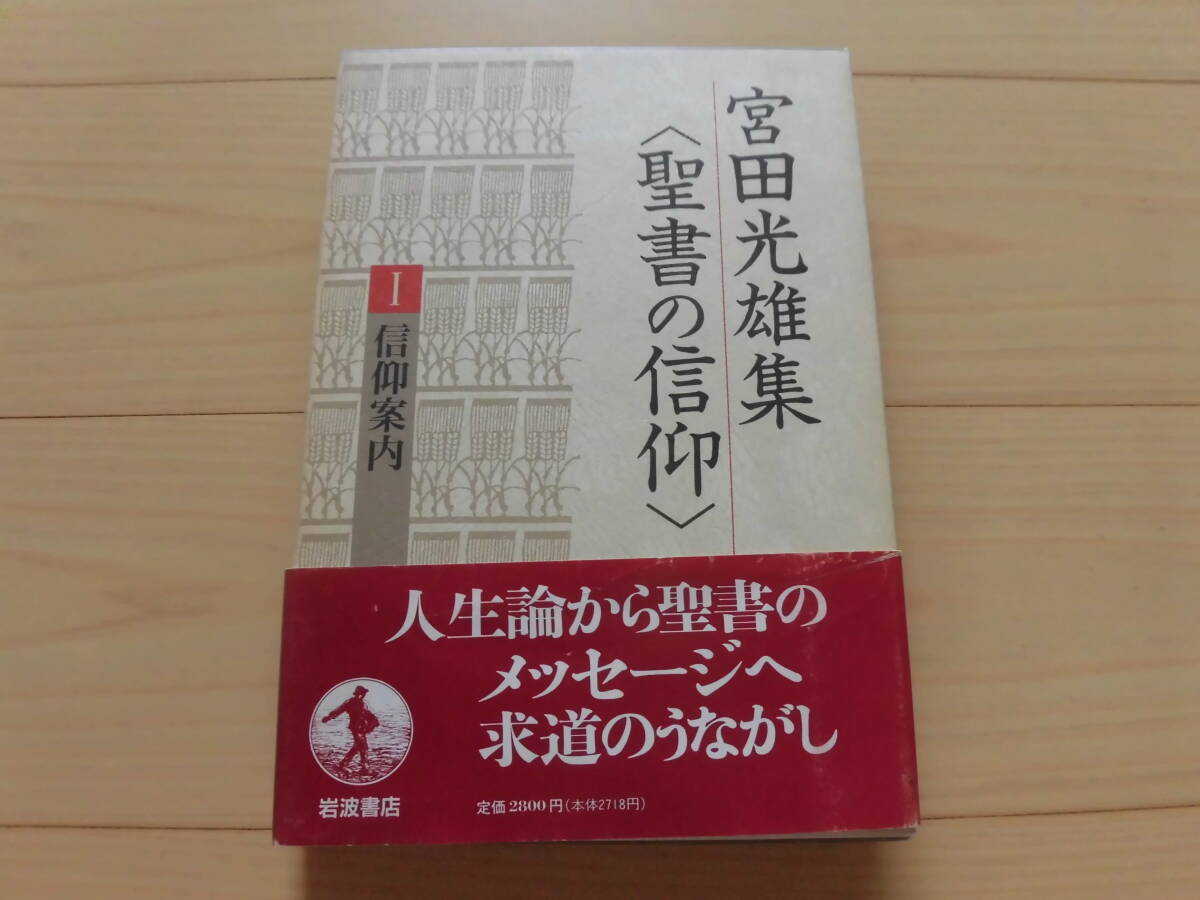 宮田光雄集
〈聖書の信仰〉
I
信仰案内
人生論から聖書の
メッセージへ
求道のうながし
岩波書店
定価2800円(本体2718円)